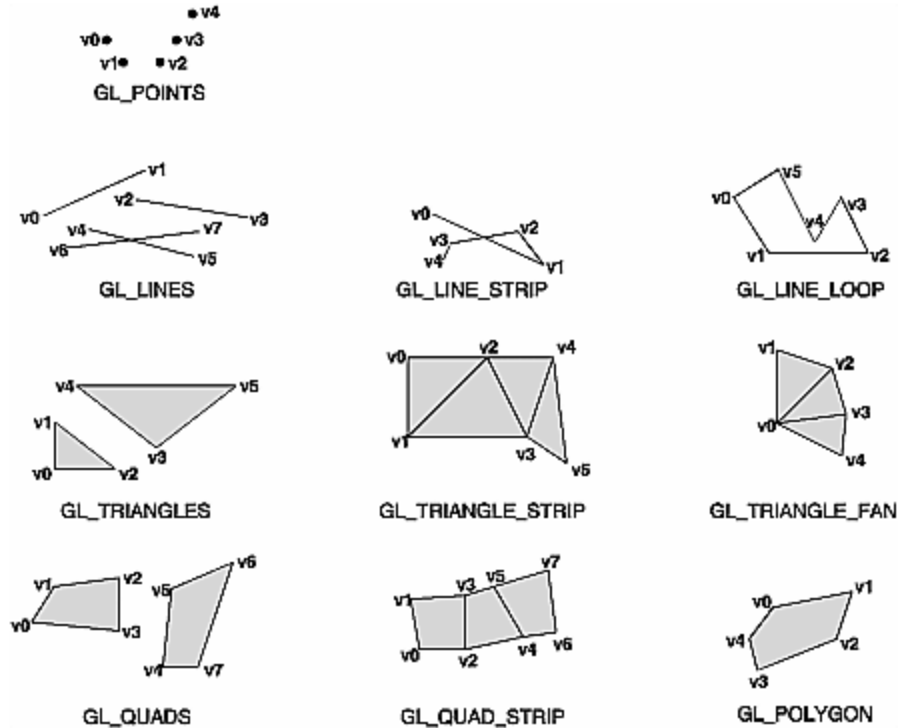 v4
v0 v3
v1 v2
GL_POINTS
v1
v2
v0 v3
v4 v7
v6 v5
GL_LINES
v0
v2
v3
v4 v1
GL_LINE_STRIP
v5
v0 v3
v4
v1 v2
GL_LINE_LOOP
v4 v5
v1
v3
v0 v2
GL_TRIANGLES
v0 v2 v4
v1 v3
v5
GL_TRIANGLE_STRIP
v1
v2
v3
v0
v4
GL_TRIANGLE_FAN
v1 v2
v0 v3
v6
v5
v4 v7
GL_QUADS
v7
v5
v3
v1
v6
v4
v0 v2
GL_QUAD_STRIP
v1
v0
v4 v2
v3
GL_POLYGON